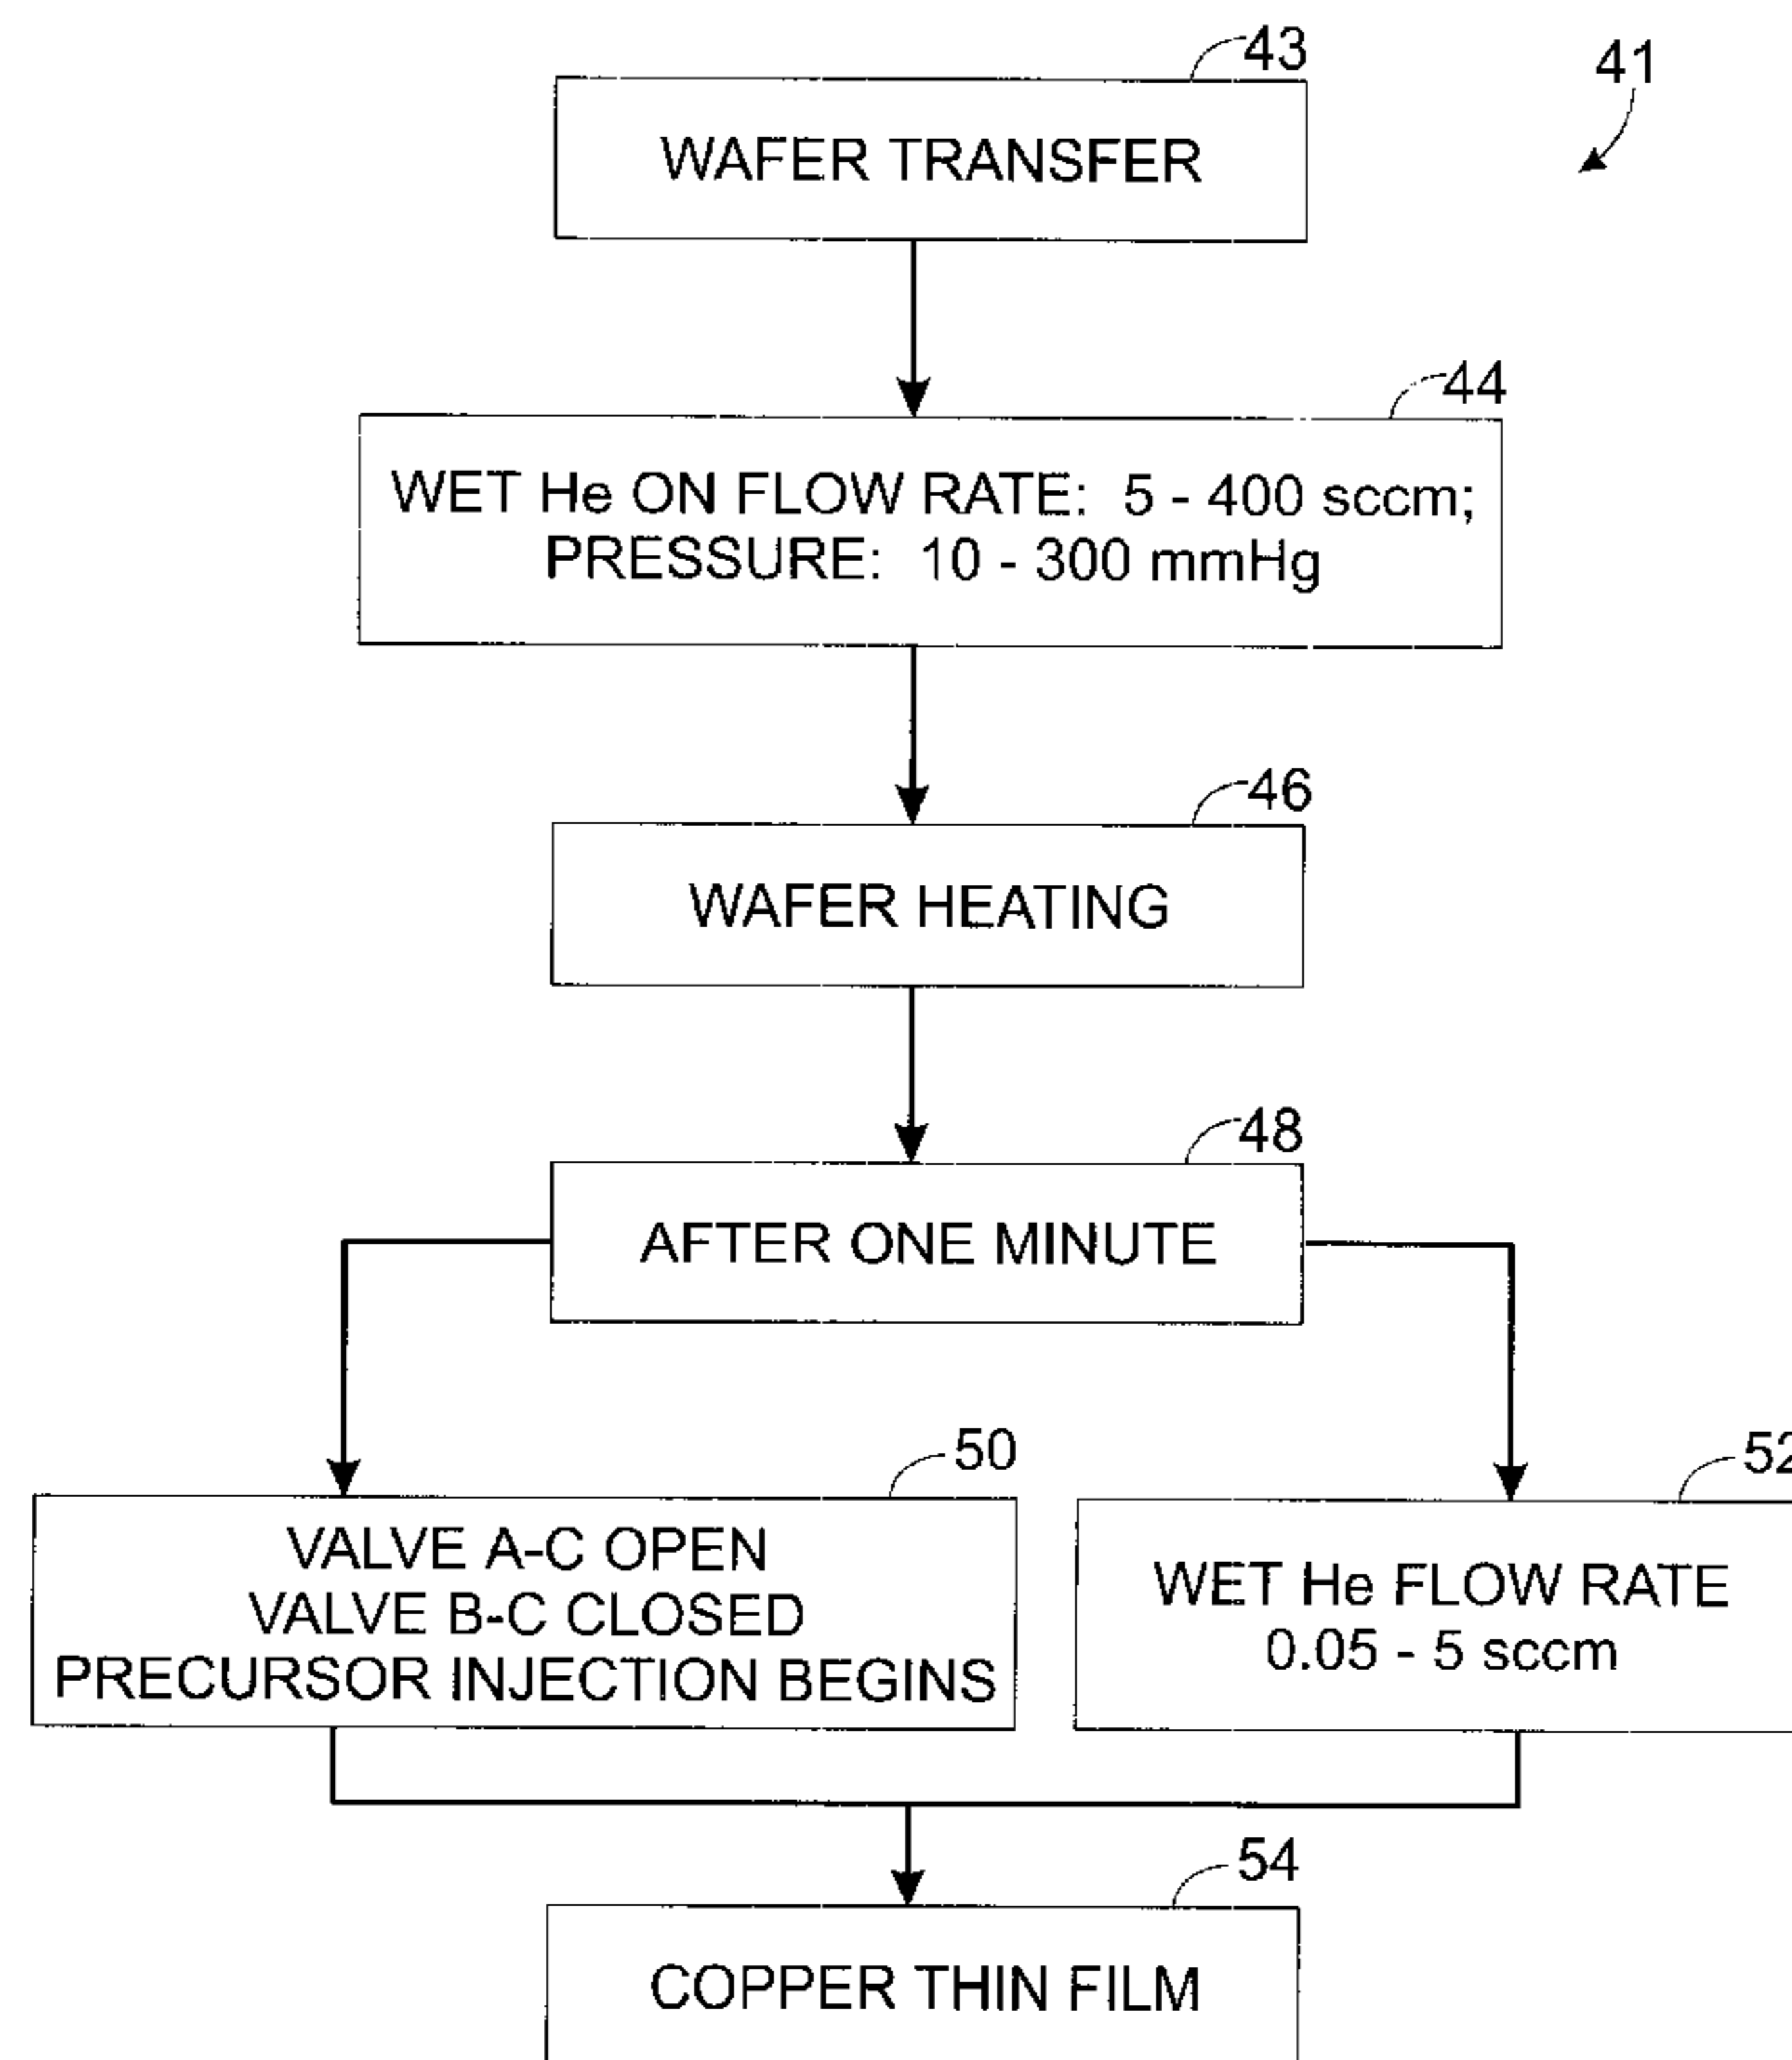 43
41
WAFER TRANSFER
44
WET He ON FLOW RATE: 5 - 400 sccm;
PRESSURE: 10 - 300 mmHg
46
WAFER HEATING
48
AFTER ONE MINUTE
50
VALVE A-C OPEN
VALVE B-C CLOSED
PRECURSOR INJECTION BEGINS
52
WET He FLOW RATE
0.05 - 5 sccm
54
COPPER THIN FILM